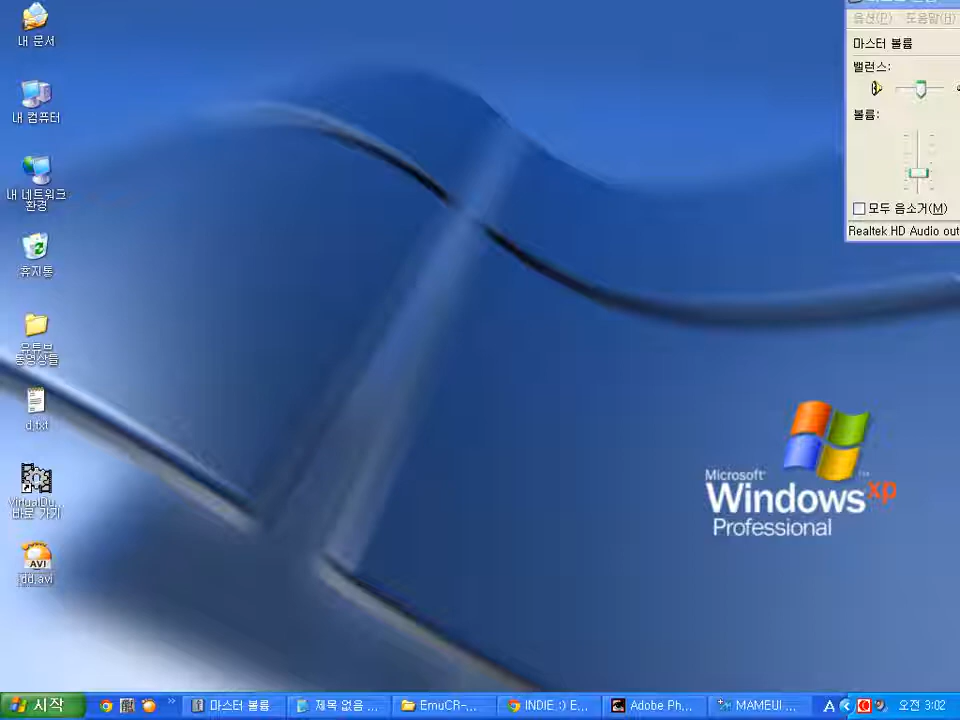 내 문서
내 컴퓨터
내 네트워크
환경
휴지통
유튜브
동영상들
d.txt
VirtualDu...
바로 가기
AVI
dd.avi
옵션(P) 도움말(H)
마스터 볼륨
밸런스:
볼륨:
모두 음소거(M)
Realtek HD Audio out
Microsoft
Windows xp
Professional
시작
마스터 볼륨
제목 없음 ...
EmuCR-...
INDIE :) E...
Adobe Ph...
MAMEUI ...
A
오전 3:02